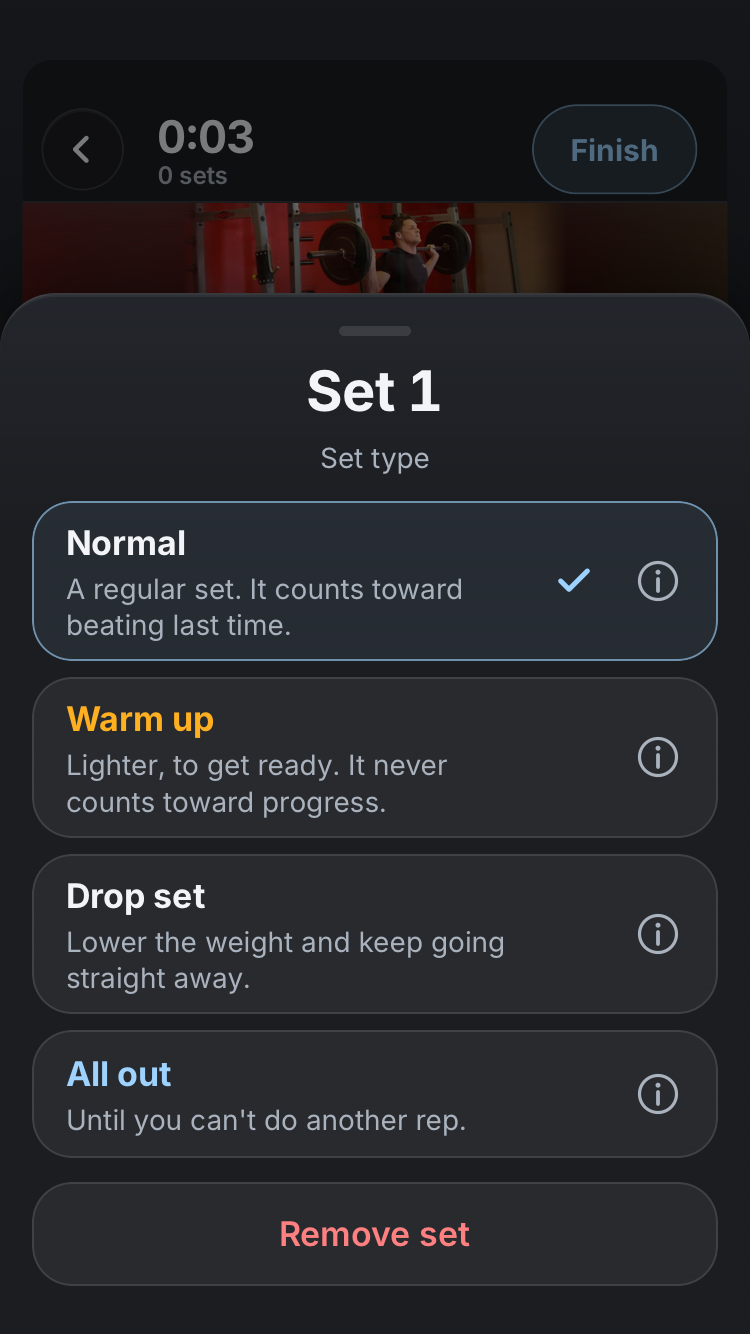 0:03
0 sets
Finish
Set 1
Set type
Normal
A regular set. It counts toward
beating last time.
Warm up
Lighter, to get ready. It never
counts toward progress.
Drop set
Lower the weight and keep going
straight away.
All out
Until you can't do another rep.
Remove set